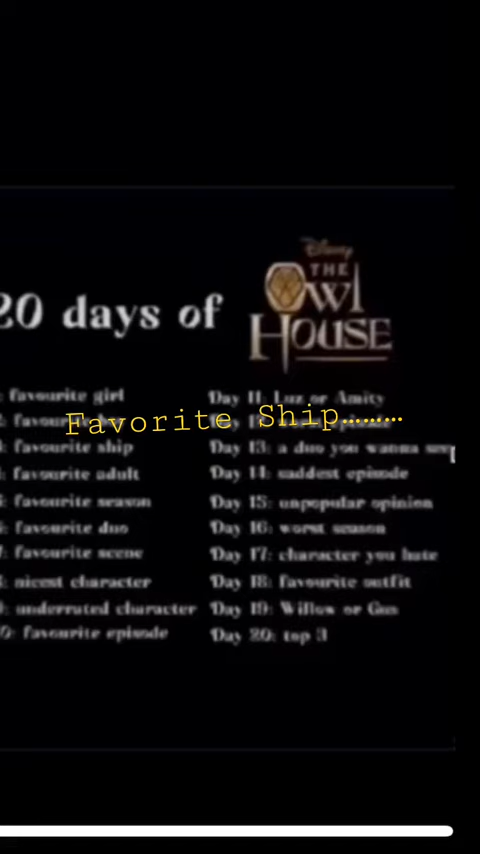 20 days of
Disney
THE
OWL
HOUSE
: favourite girl
favou
: favourite ship
: favourite adult
: favourite season
: favourite duo
: favourite scene
: nicest character
: underrated character
0: favourite episode
Favorite Ship………
Day 11: Luz or Amity
Day
Day 13: a duo you wanna see
Day 14: saddest episode
Day 15: unpopular opinion
Day 16: worst season
Day 17: character you hate
Day 18: favourite outfit
Day 19: Willow or Gus
Day 20: top 3